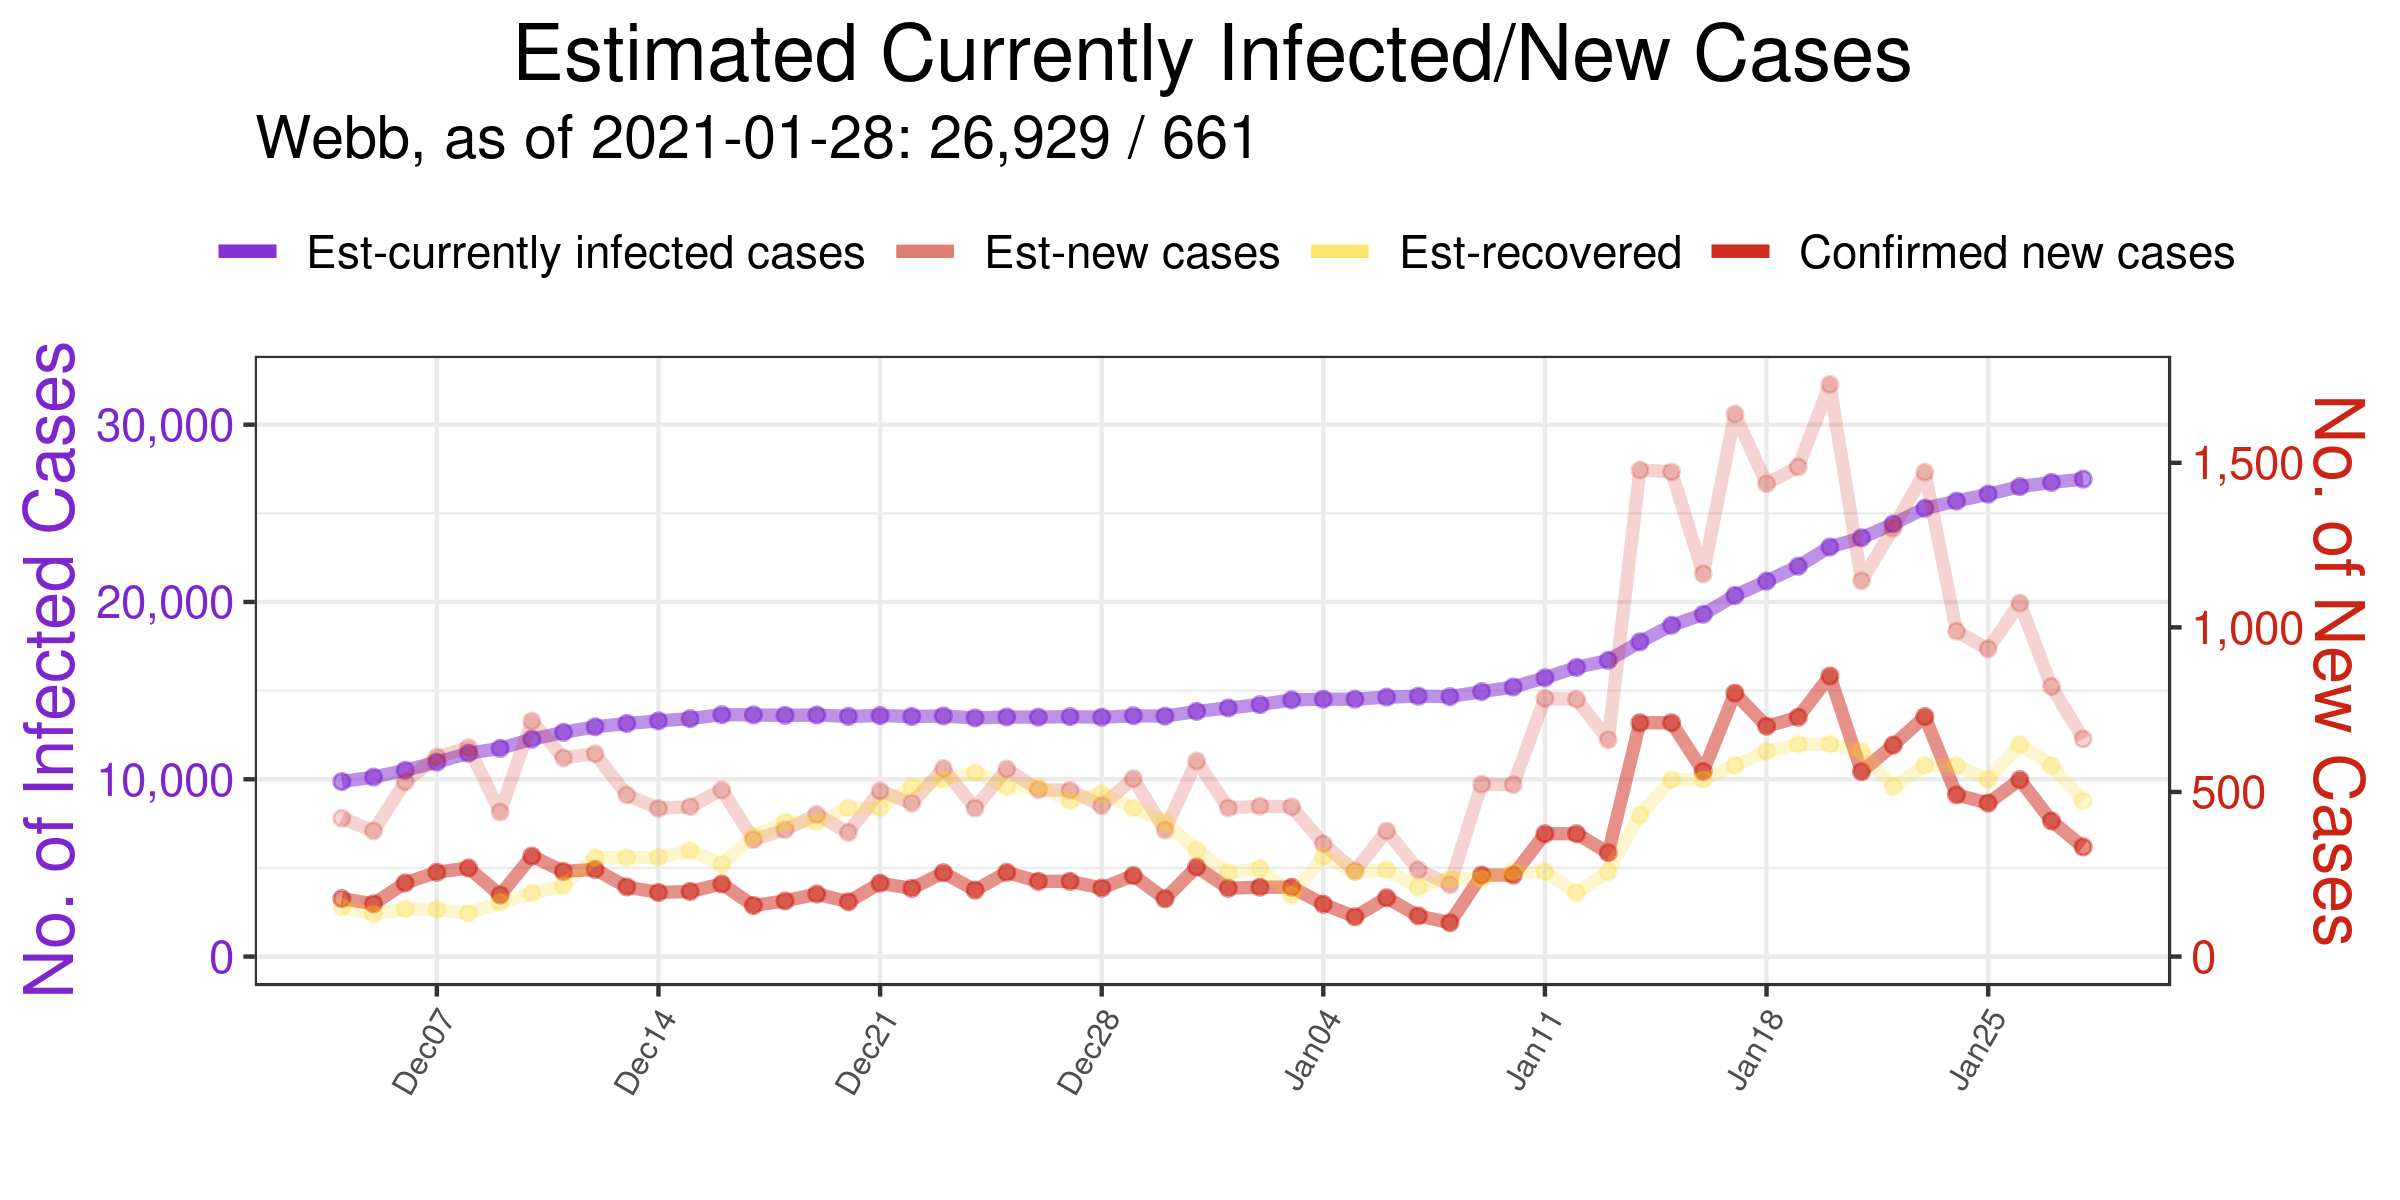 Estimated Currently Infected/New Cases
Webb, as of 2021-01-28: 26,929 / 661
Est-currently infected cases Est-new cases Est-recovered Confirmed new cases
No. of Infected Cases
30,000
20,000
10,000
0
1,500
1,000
500
0
No. of New Cases
Dec07 Dec14 Dec21 Dec28 Jan04 Jan11 Jan18 Jan25